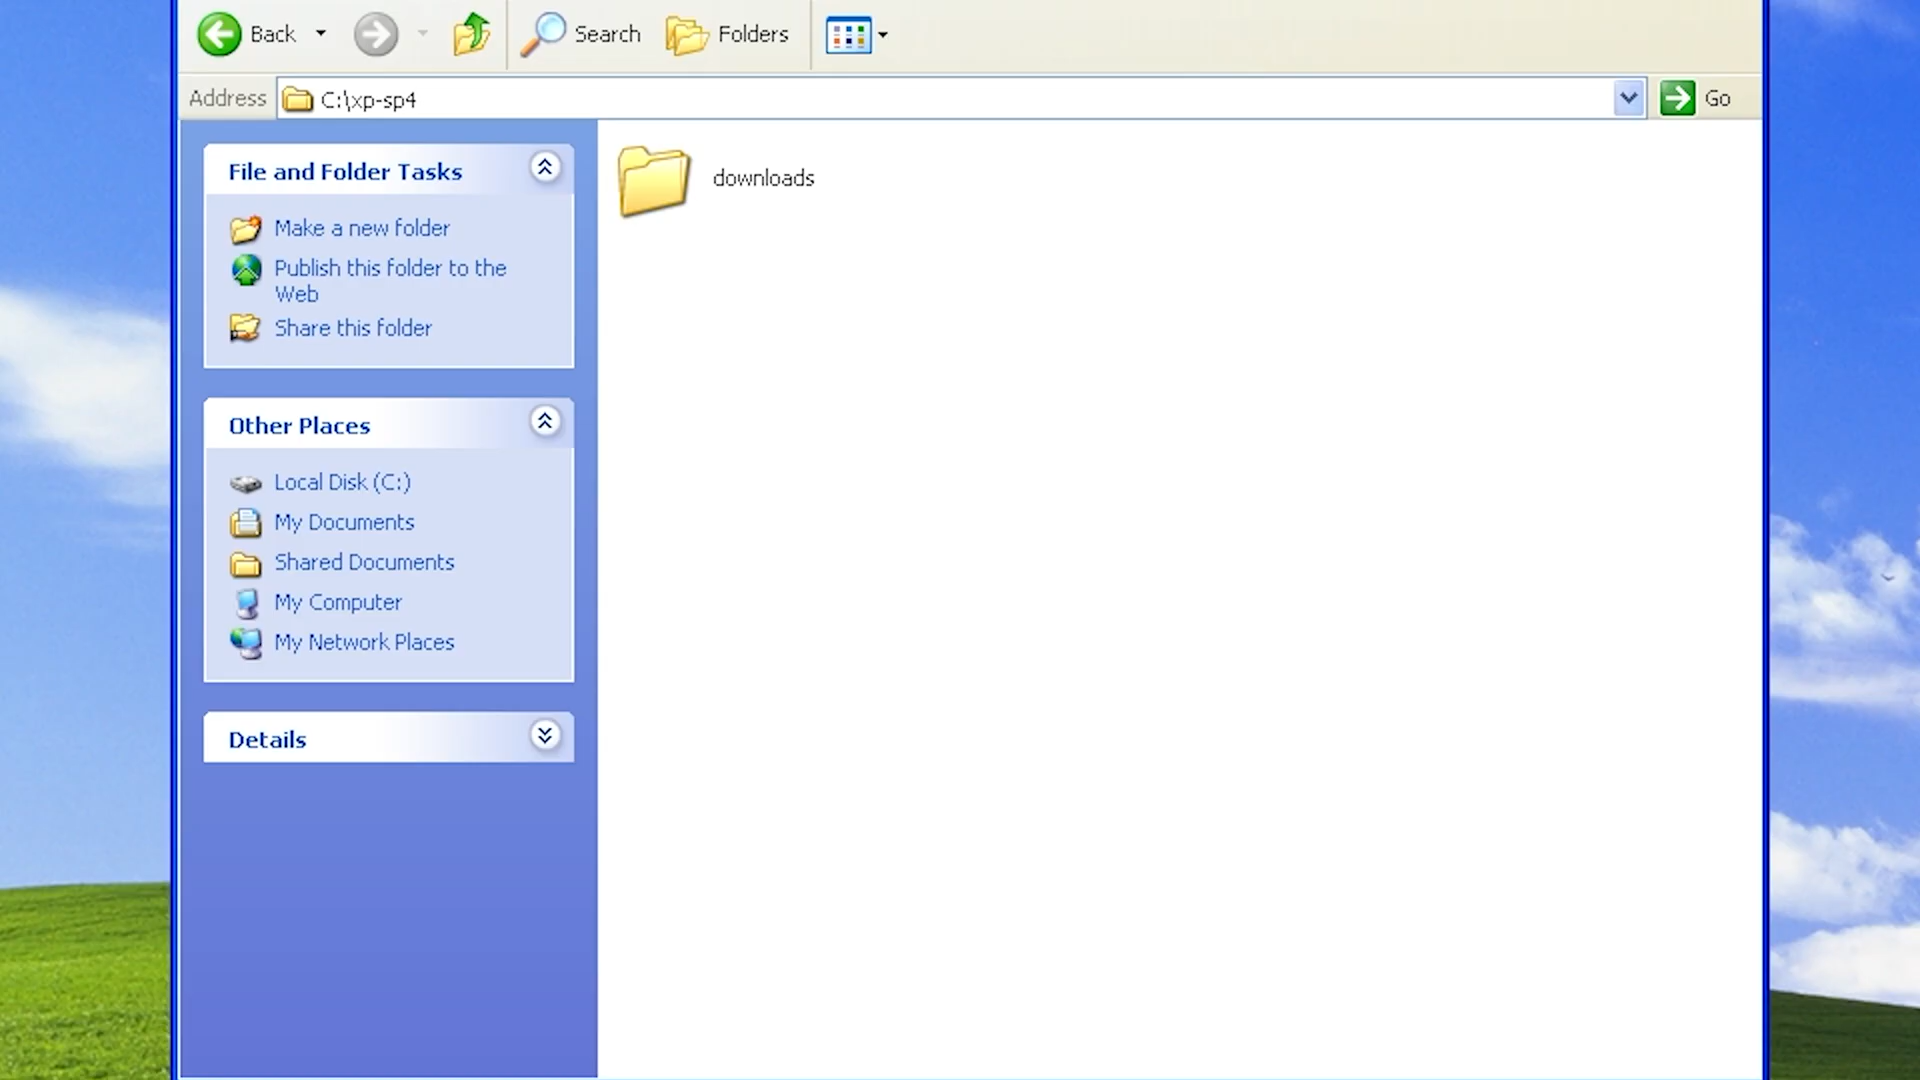 Back
Search
Folders
Address
C:\xp-sp4
Go
File and Folder Tasks
Make a new folder
Publish this folder to the
Web
Share this folder
Other Places
Local Disk (C:)
My Documents
Shared Documents
My Computer
My Network Places
Details
downloads